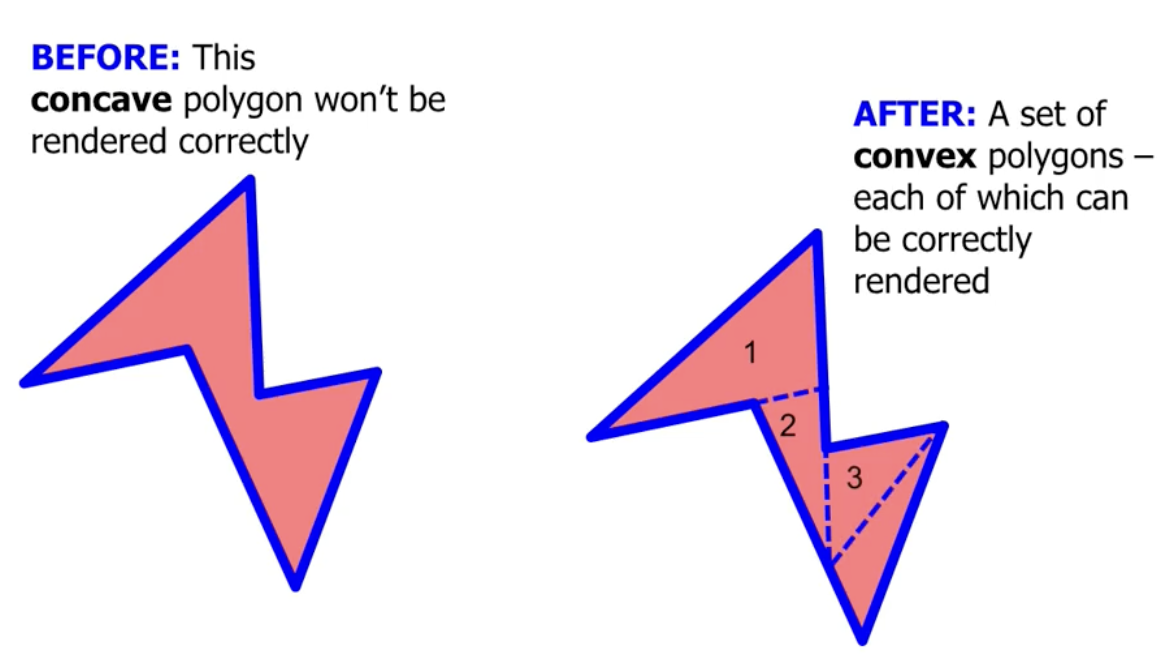 BEFORE: This
concave polygon won’t be
rendered correctly
AFTER: A set of
convex polygons –
each of which can
be correctly
rendered
1
2
3